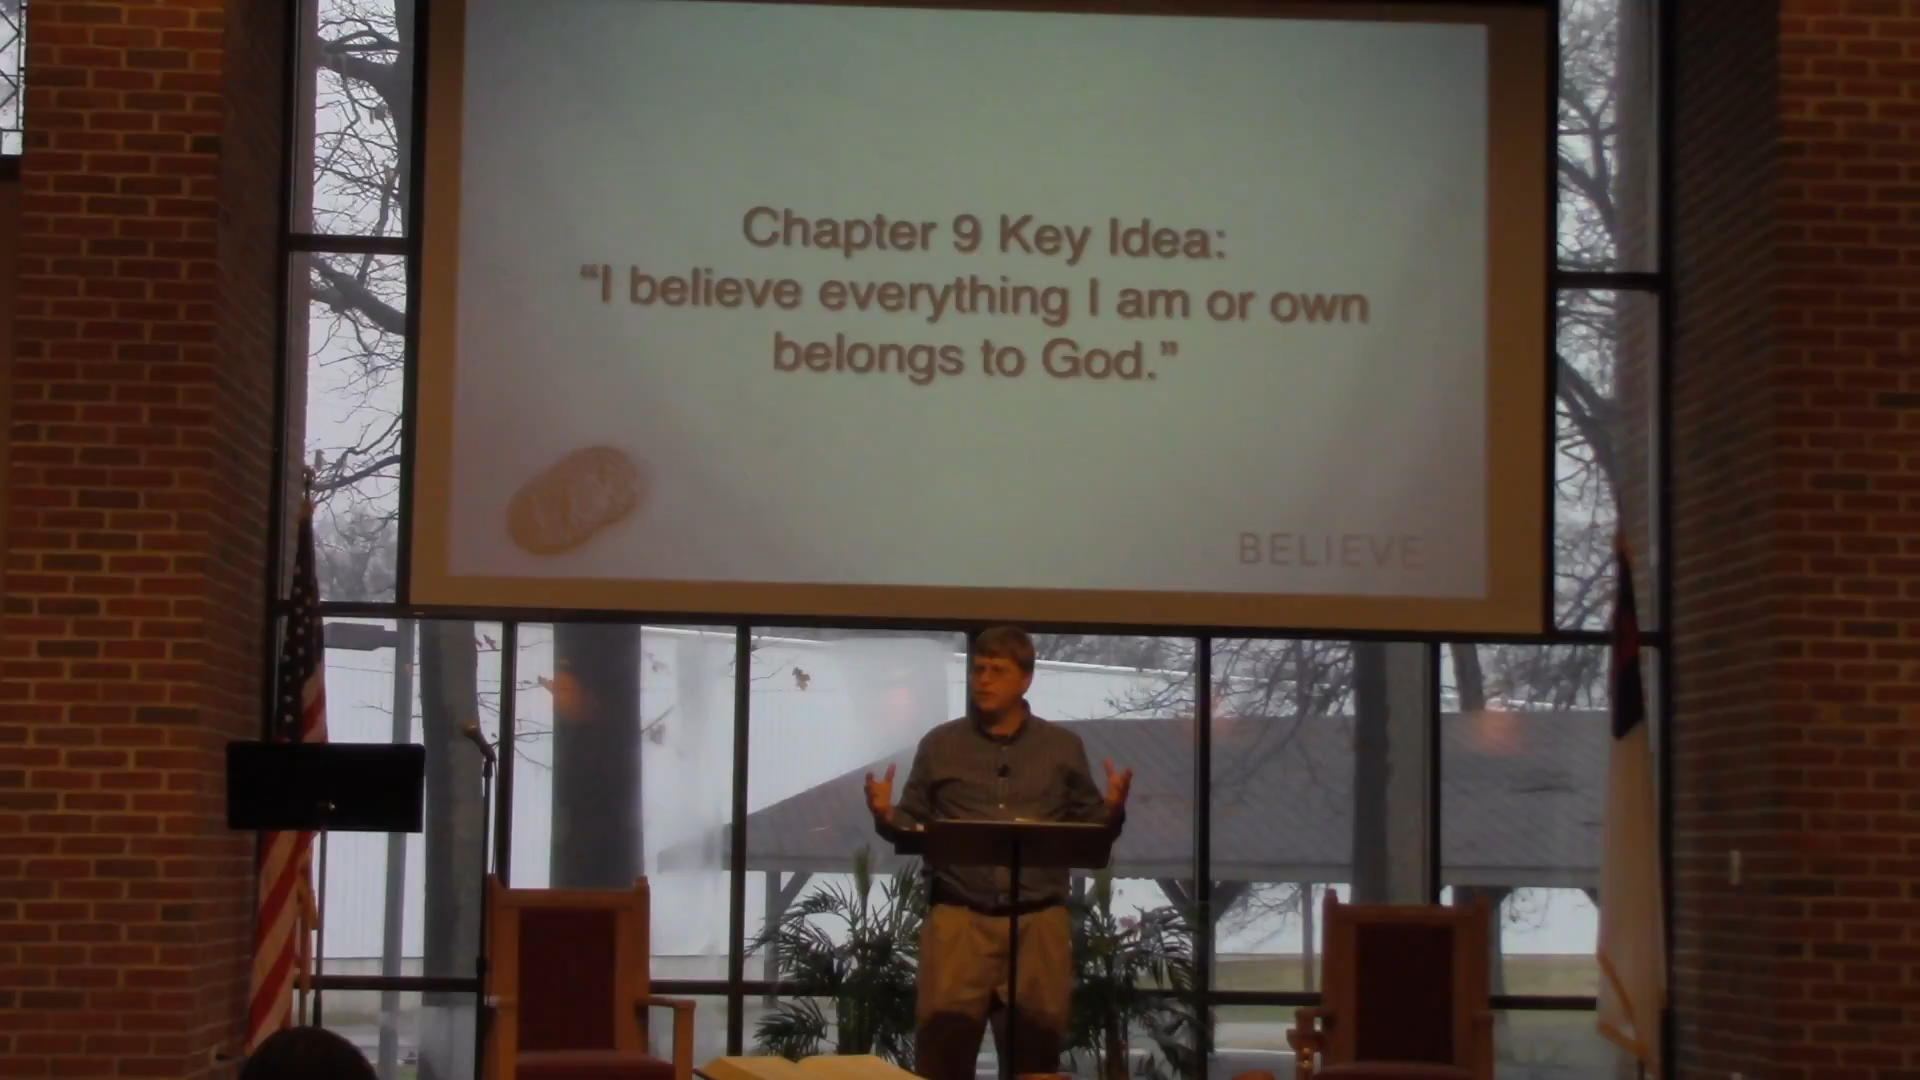 Chapter 9 Key Idea:
“I believe everything I am or own
belongs to God.”
BELIEVE